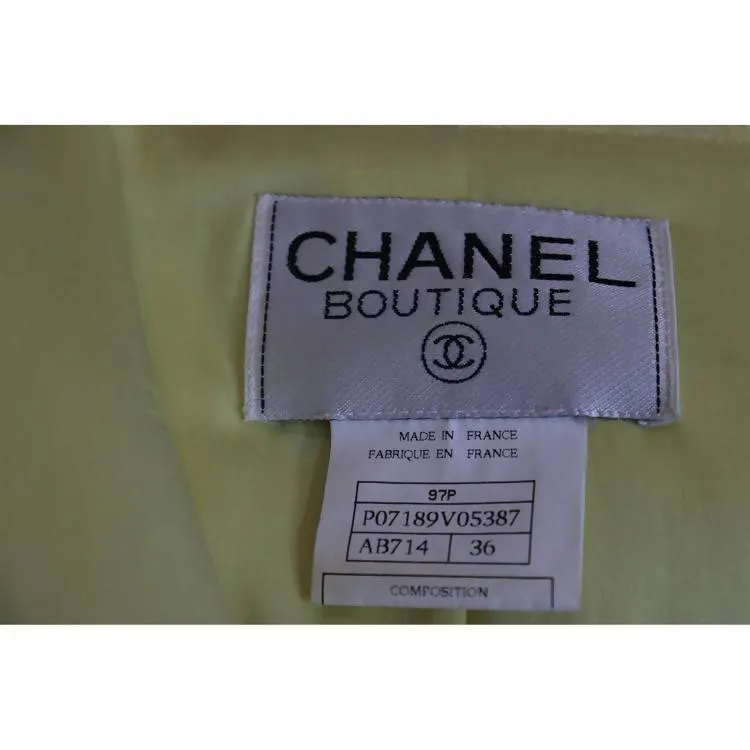 CHANEL
BOUTIQUE
MADE IN FRANCE
FABRIQUE EN FRANCE
97P
P07189V05387
AB714 36
COMPOSITION